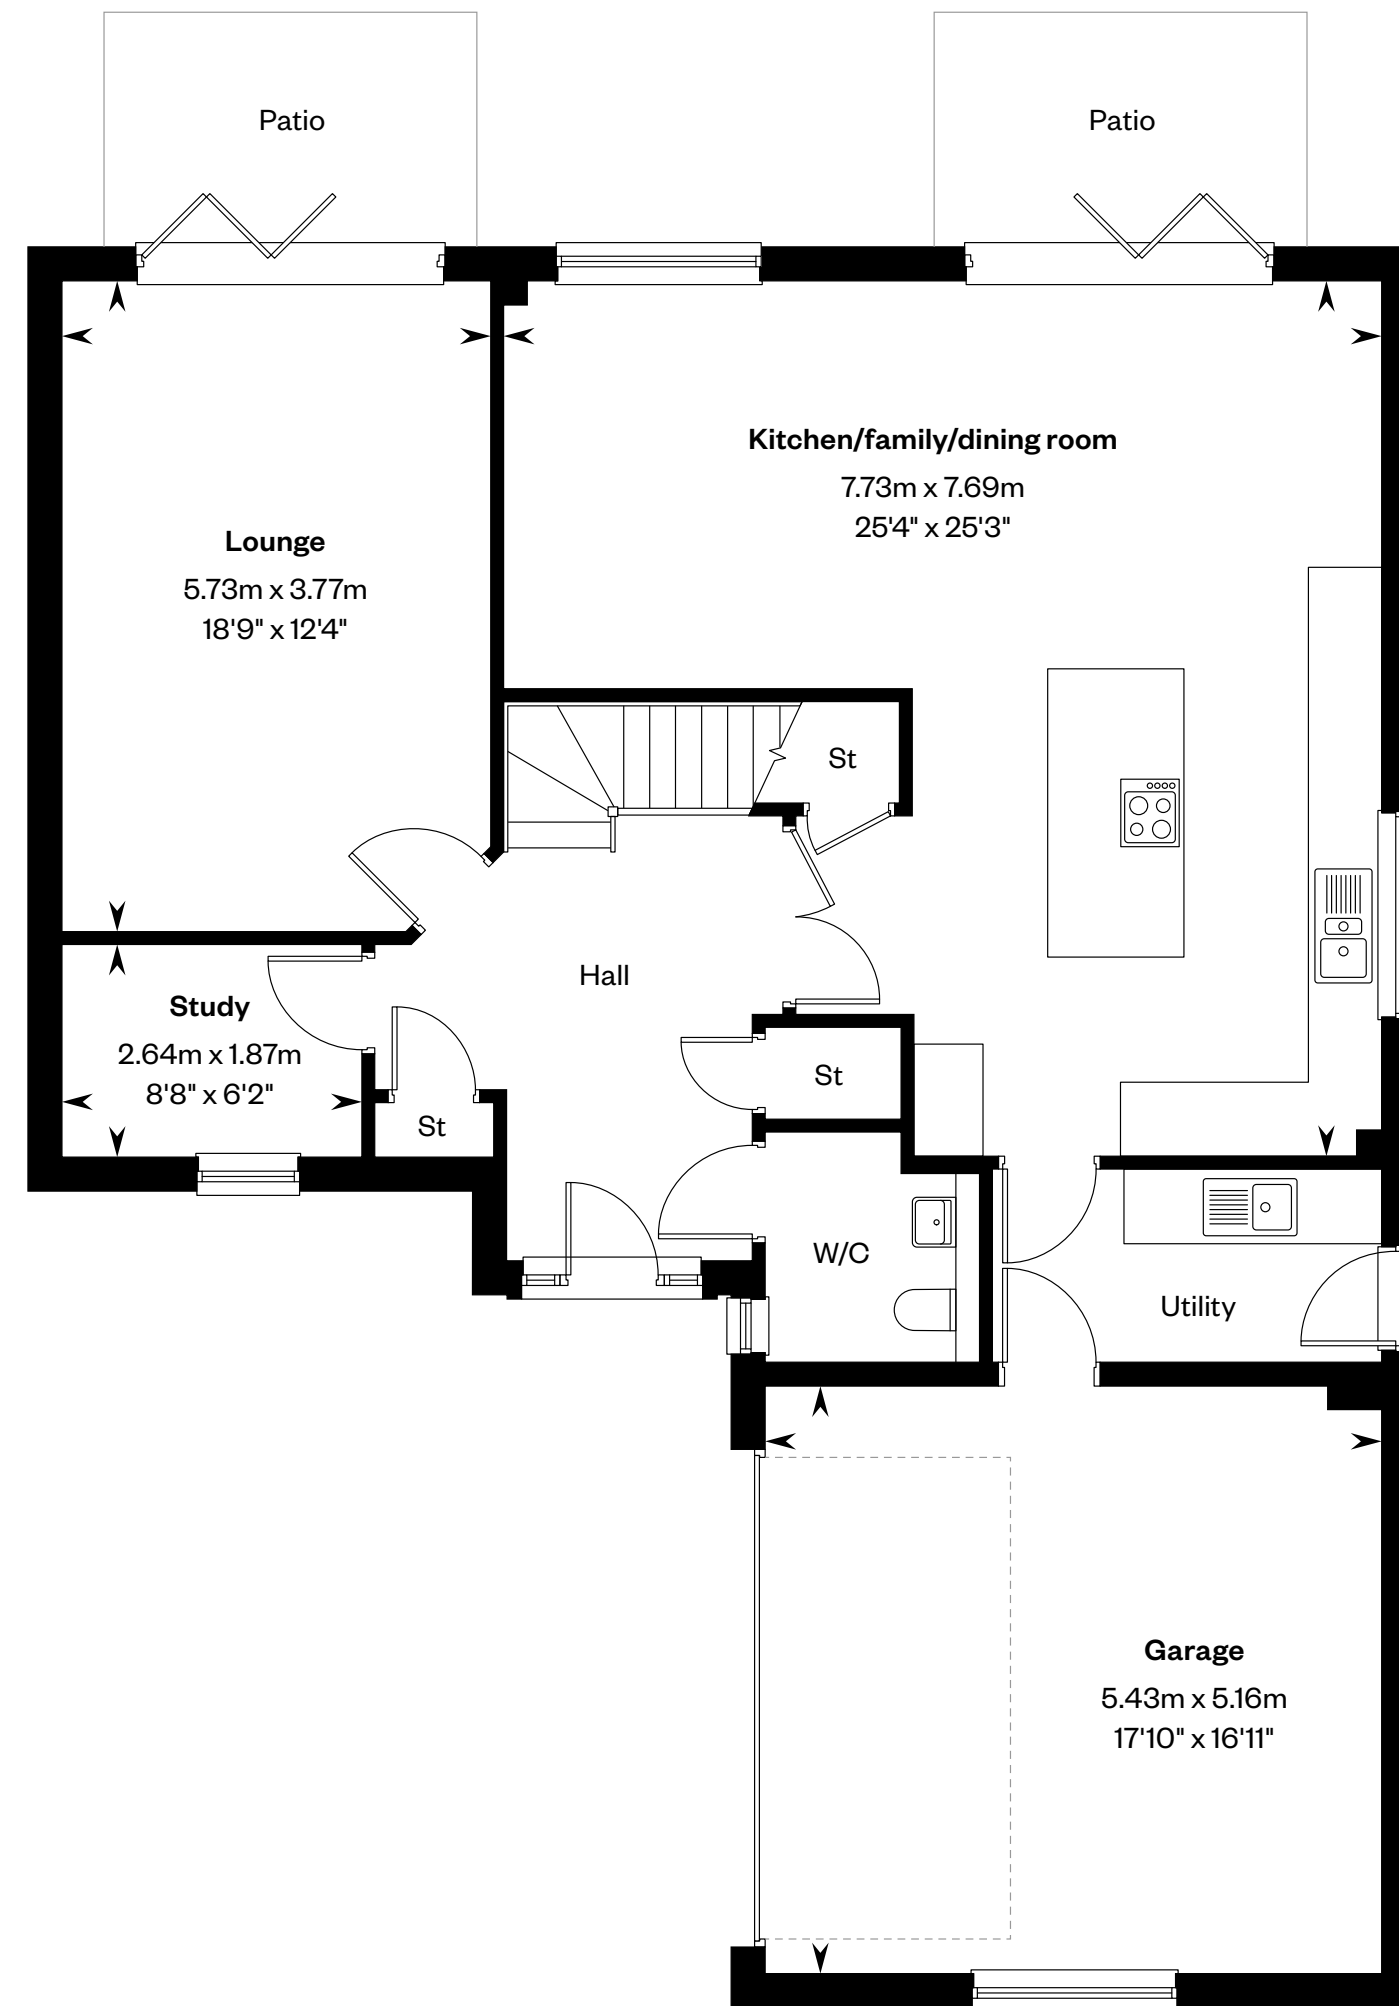 Patio
Patio
Kitchen/family/dining room
7.73m x 7.69m
25'4" x 25'3"
Lounge
5.73m x 3.77m
18'9" x 12'4"
St
Hall
Study
2.64m x 1.87m
8'8" x 6'2"
St
St
W/C
Utility
Garage
5.43m x 5.16m
17'10" x 16'11"